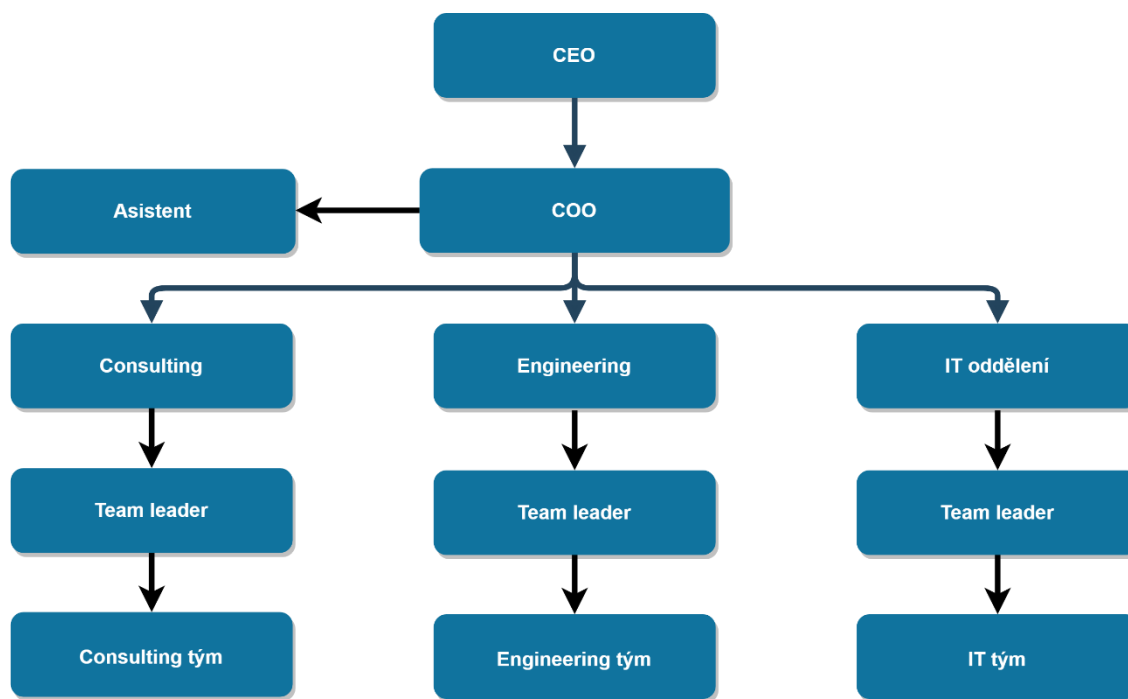 CEO
Asistent
COO
Consulting
Engineering
IT oddělení
Team leader
Team leader
Team leader
Consulting tým
Engineering tým
IT tým